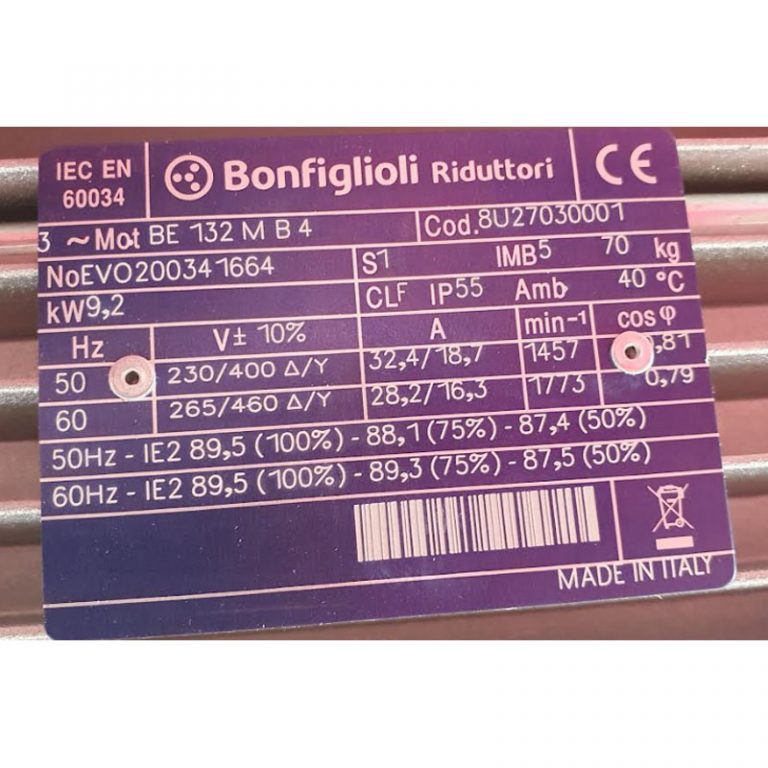 IEC EN
60034
Bonfiglioli Riduttori
CE
3 ~Mot BE 132 M B 4
Cod.8U27030001
NoEVO200341664
S1 IMB5 70 kg
kW9,2
CLF IP55 Amb 40 °C
Hz V± 10% A min-1 cosφ
50 230/400 Δ/Y 32,4/18,7 1457 0,81
60 265/460 Δ/Y 28,2/16,3 1773 0,79
50Hz - IE2 89,5 (100%) - 88,1 (75%) - 87,4 (50%)
60Hz - IE2 89,5 (100%) - 89,3 (75%) - 87,5 (50%)
MADE IN ITALY